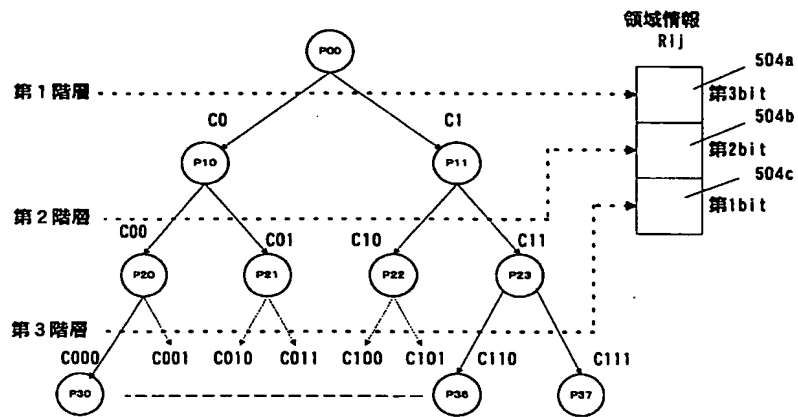 領域情報
Rij
P00
504a
第1階層
第3bit
C0
C1
504b
P10
P11
第2bit
504c
第2階層
第1bit
C00
C01
C10
C11
P20
P21
P22
P23
第3階層
C000
C001
C010
C011
C100
C101
C110
C111
P30
P36
P37